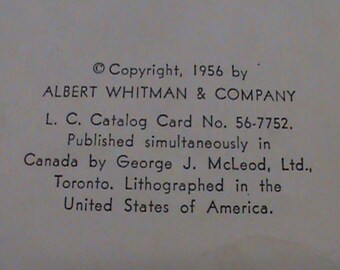 © Copyright, 1956 by
ALBERT WHITMAN & COMPANY
L. C. Catalog Card No. 56-7752.
Published simultaneously in
Canada by George J. McLeod, Ltd.,
Toronto. Lithographed in the
United States of America.